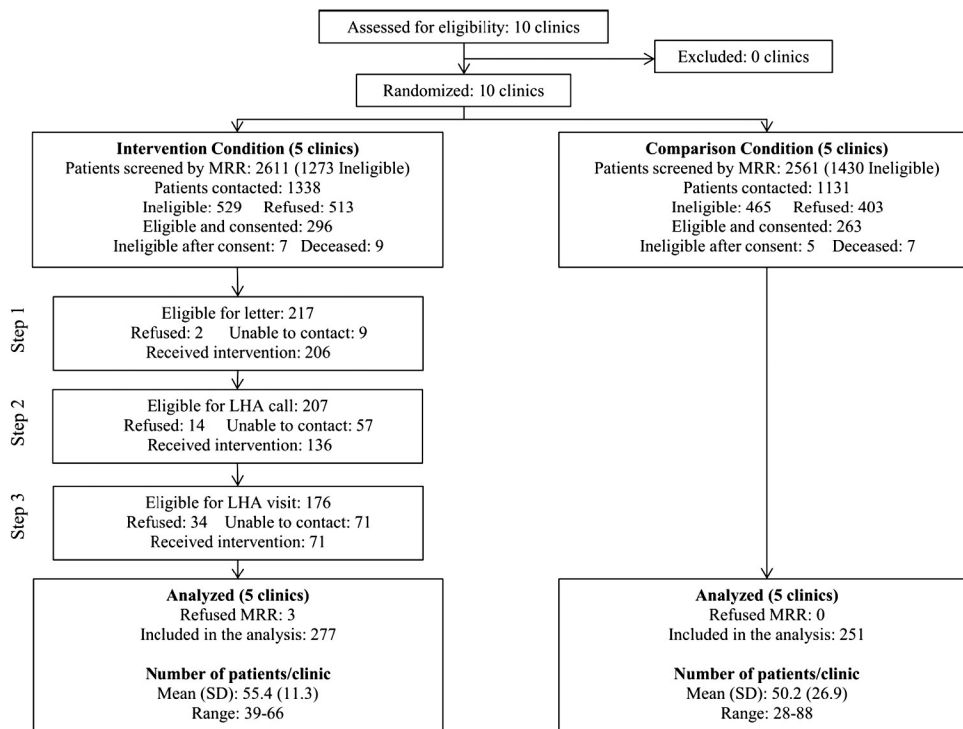 Assessed for eligibility: 10 clinics
Excluded: 0 clinics
Randomized: 10 clinics
Intervention Condition (5 clinics)
Patients screened by MRR: 2611 (1273 Ineligible)
Patients contacted: 1338
Ineligible: 529 Refused: 513
Eligible and consented: 296
Ineligible after consent: 7 Deceased: 9
Comparison Condition (5 clinics)
Patients screened by MRR: 2561 (1430 Ineligible)
Patients contacted: 1131
Ineligible: 465 Refused: 403
Eligible and consented: 263
Ineligible after consent: 5 Deceased: 7
Step 1
Eligible for letter: 217
Refused: 2 Unable to contact: 9
Received intervention: 206
Step 2
Eligible for LHA call: 207
Refused: 14 Unable to contact: 57
Received intervention: 136
Step 3
Eligible for LHA visit: 176
Refused: 34 Unable to contact: 71
Received intervention: 71
Analyzed (5 clinics)
Refused MRR: 3
Included in the analysis: 277
Number of patients/clinic
Mean (SD): 55.4 (11.3)
Range: 39-66
Analyzed (5 clinics)
Refused MRR: 0
Included in the analysis: 251
Number of patients/clinic
Mean (SD): 50.2 (26.9)
Range: 28-88